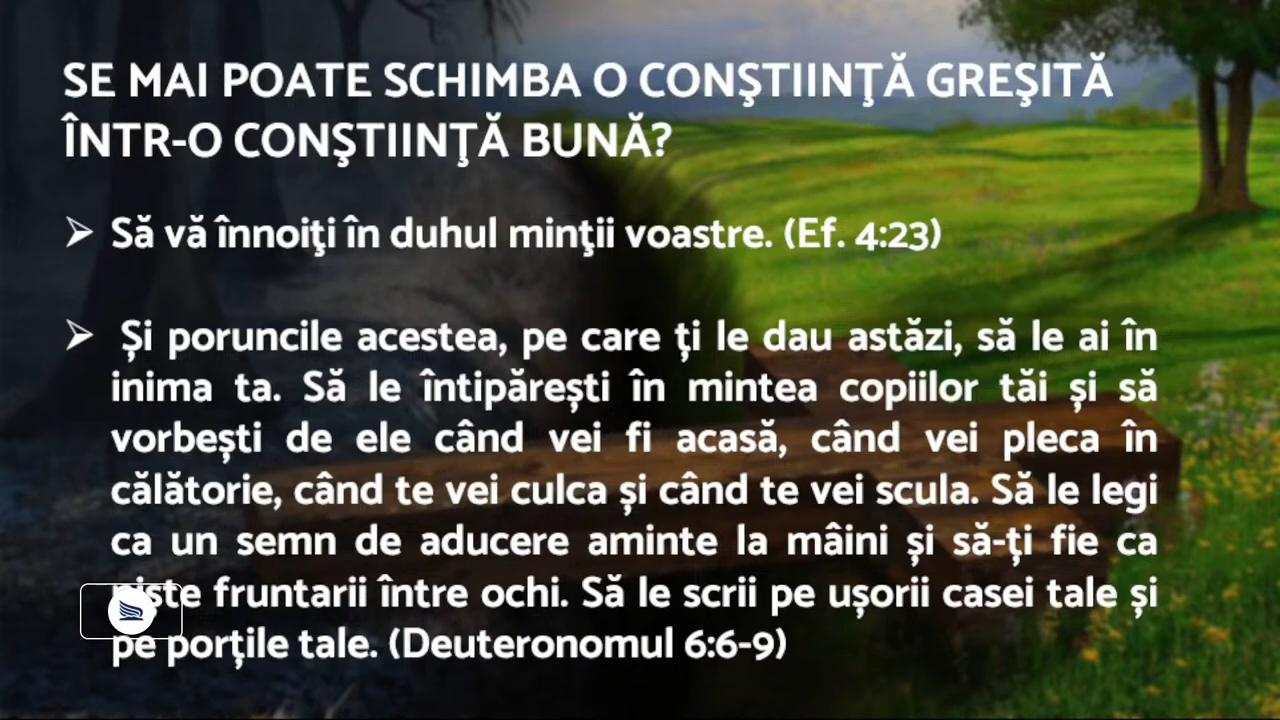 SE MAI POATE SCHIMBA O CONŞTIINŢĂ GREŞITĂ
ÎNTR-O CONŞTIINŢĂ BUNĂ?
➢ Să vă înnoiţi în duhul minţii voastre. (Ef. 4:23)
➢ Și poruncile acestea, pe care ți le dau astăzi, să le ai în
inima ta. Să le întipărești în mintea copiilor tăi și să
vorbești de ele când vei fi acasă, când vei pleca în
călătorie, când te vei culca și când te vei scula. Să le legi
ca un semn de aducere aminte la mâini și să-ți fie ca
niște fruntarii între ochi. Să le scrii pe ușorii casei tale și
pe porțile tale. (Deuteronomul 6:6-9)